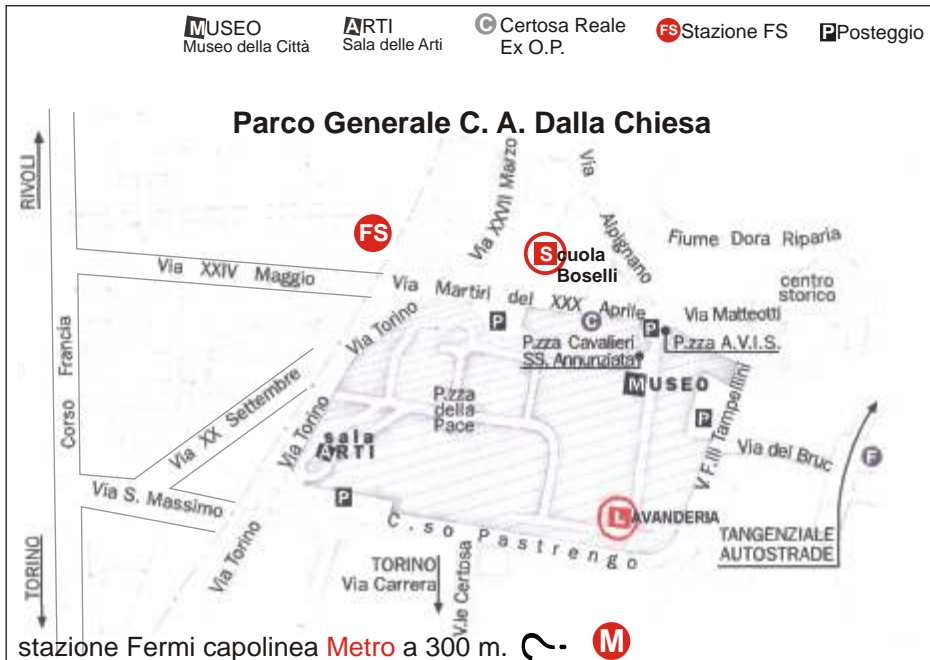 MUSEO
Museo della Città
ARTI
Sala delle Arti
C Certosa Reale
Ex O.P.
FS Stazione FS
P Posteggio
Parco Generale C. A. Dalla Chiesa
RIVOLI
Via XXVII Marzo
Via
Alpignano
FS
Scuola
Boselli
Fiume Dora Riparia
centro
storico
Via XXIV Maggio
Via Martiri del XXX Aprile
Via Matteotti
Via Torino
P
C
P
P.zza Cavalieri
SS. Annunziata
P.zza A.V.I.S.
Corso Francia
MUSEO
P.zza
della
Pace
Via XX Settembre
Via Torino
sala
ARTI
P
V. F.lli Tampellini
Via del Bruc
F
Via S. Massimo
P
LAVANDERIA
C.so Pastrengo
Via Torino
TANGENZIALE
AUTOSTRADE
TORINO
TORINO
Via Carrera
V.le Certosa
stazione Fermi capolinea Metro a 300 m.
M